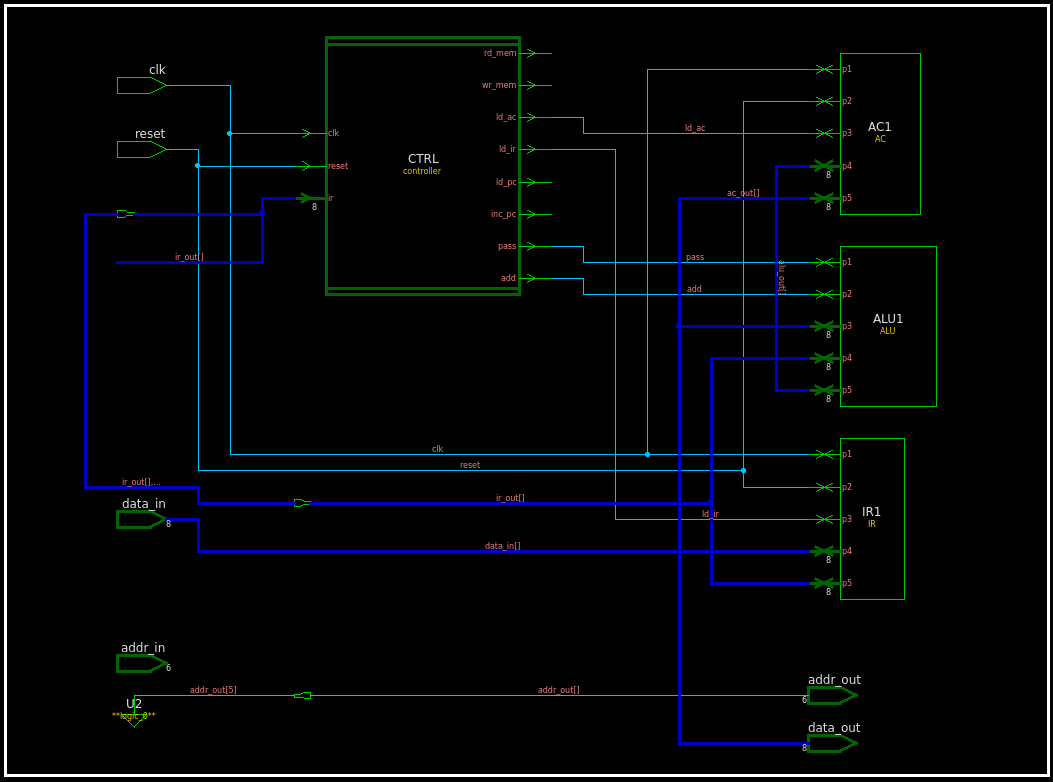 clk
reset
rd_mem
wr_mem
ld_ac
ld_ir
ld_pc
inc_pc
pass
add
clk
reset
ir
8
CTRL
controller
ld_ac
p1
p2
p3
p4
p5
8
8
AC1
AC
ac_out[]
ir_out[]
pass
add
alu_out[]
p1
p2
p3
p4
p5
8
8
8
ALU1
ALU
clk
reset
ir_out[],...
ir_out[]
ld_ir
data_in
8
data_in[]
p1
p2
p3
p4
p5
8
8
IR1
IR
addr_in
6
U2
**logic_0**
addr_out[5]
addr_out[]
addr_out
6
data_out
8